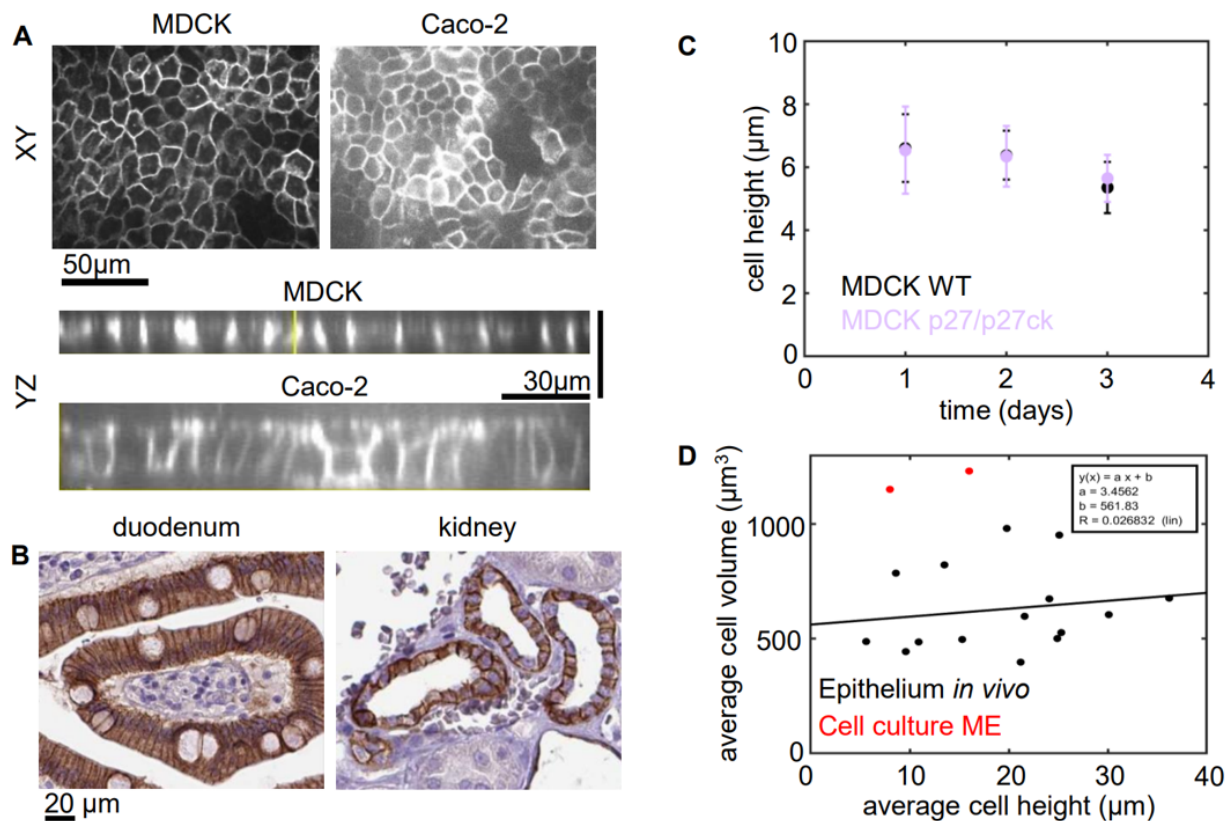 A
MDCK
Caco-2
XY
50µm
MDCK
YZ
Caco-2
30µm
B
duodenum
kidney
20 µm
C
cell height (µm)
10
8
6
4
2
0
MDCK WT
MDCK p27/p27ck
0 1 2 3 4
time (days)
D
average cell volume (µm³)
1000
500
0
y(x) = a x + b
a = 3.4562
b = 561.83
R = 0.026832 (lin)
Epithelium in vivo
Cell culture ME
0 10 20 30 40
average cell height (µm)